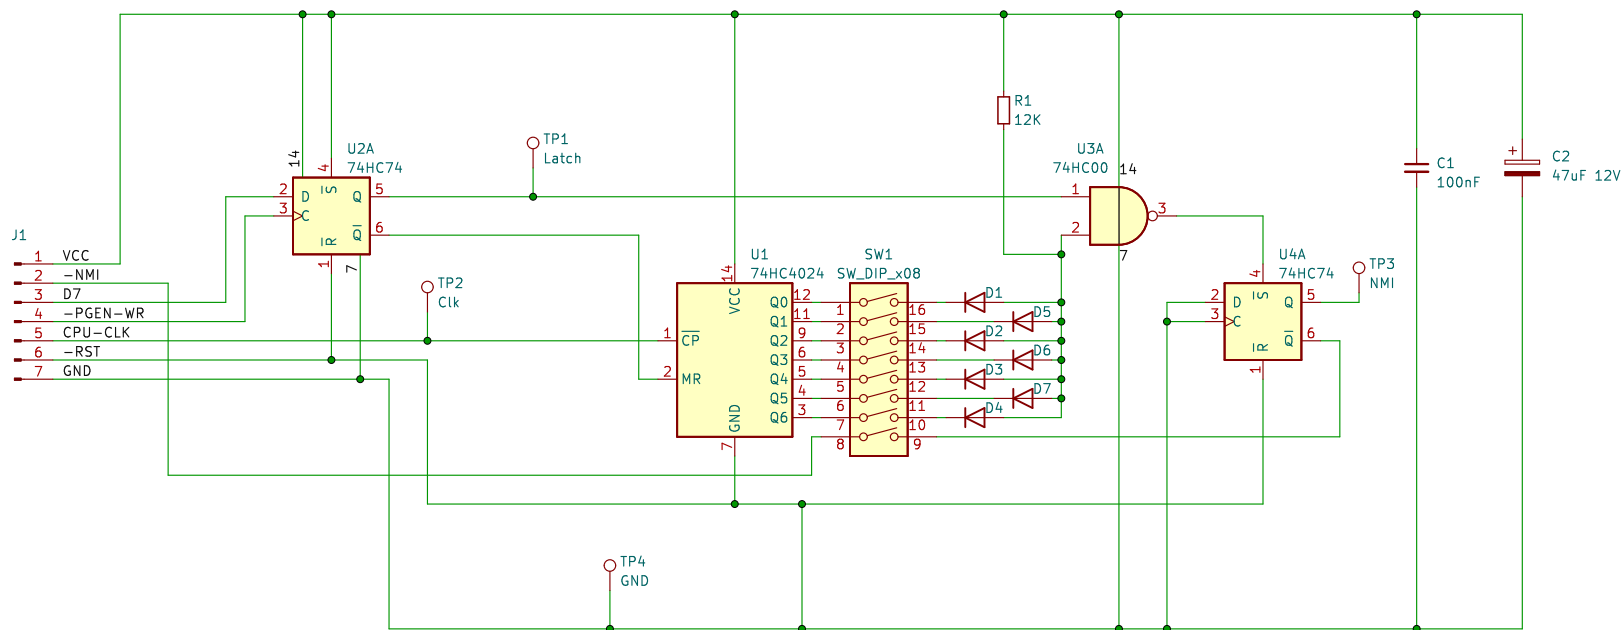 R1
12K
TP1
Latch
U2A
74HC74
14
4
S
2
D
Q
5
3
C
R
Q
6
1
7
U3A
74HC00
14
1
2
3
7
C1
100nF
+
C2
47uF 12V
J1
1 VCC
2 -NMI
3 D7
4 -PGEN-WR
5 CPU-CLK
6 -RST
7 GND
TP2
Clk
U1
74HC4024
14
VCC
1 CP
2 MR
GND
7
Q0 12
Q1 11
Q2 9
Q3 6
Q4 5
Q5 4
Q6 3
SW1
SW_DIP_x08
1 16
2 15
3 14
4 13
5 12
6 11
7 10
8 9
D1
D5
D2
D6
D3
D7
D4
U4A
74HC74
4
S
2 D Q 5
3 C
Q 6
R
1
TP3
NMI
TP4
GND